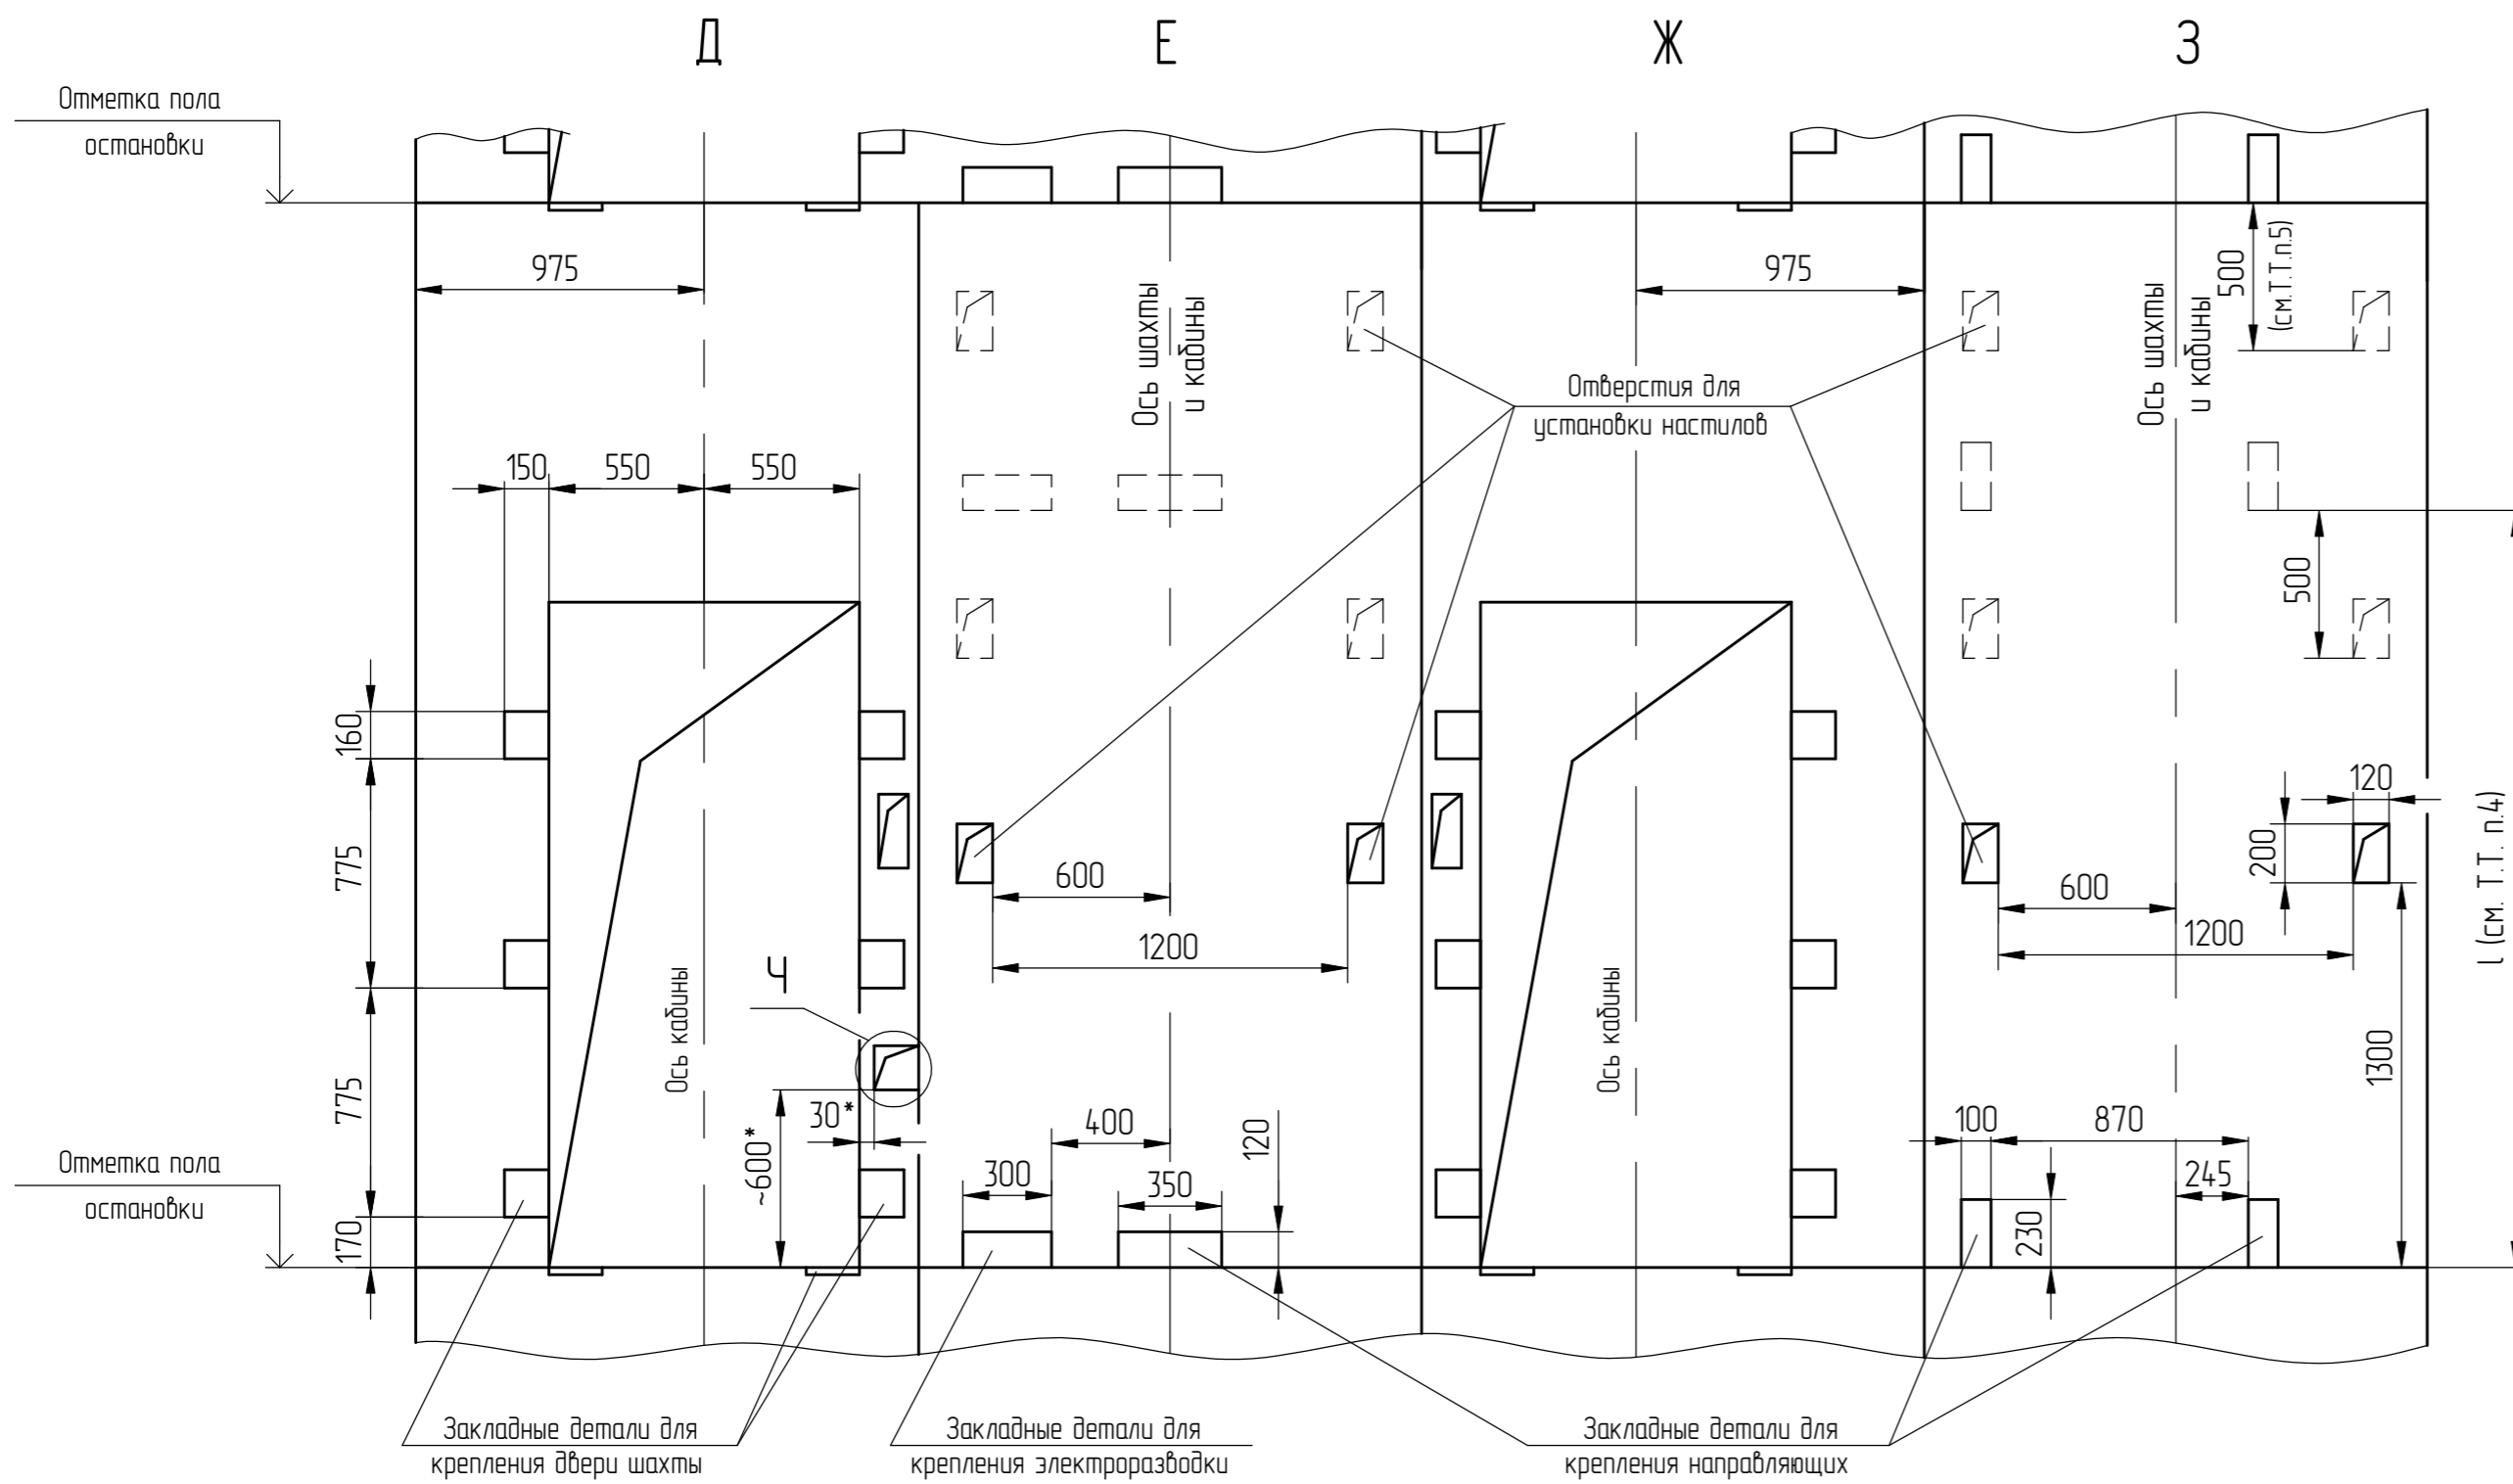 Д
Е
Ж
З
Отметка пола
остановки
975
Ось шахты
и кабины
975
Ось шахты
и кабины
500
(см.Т.Т.п.5)
Отверстия для
установки настилов
150
550
550
500
160
775
775
170
600
1200
120
200
600
1200
1300
l (см. Т.Т. п.4)
Ось кабины
Ч
30*
~600*
400
120
300
350
Ось кабины
100
870
245
230
Отметка пола
остановки
Закладные детали для
крепления двери шахты
Закладные детали для
крепления электроразводки
Закладные детали для
крепления направляющих